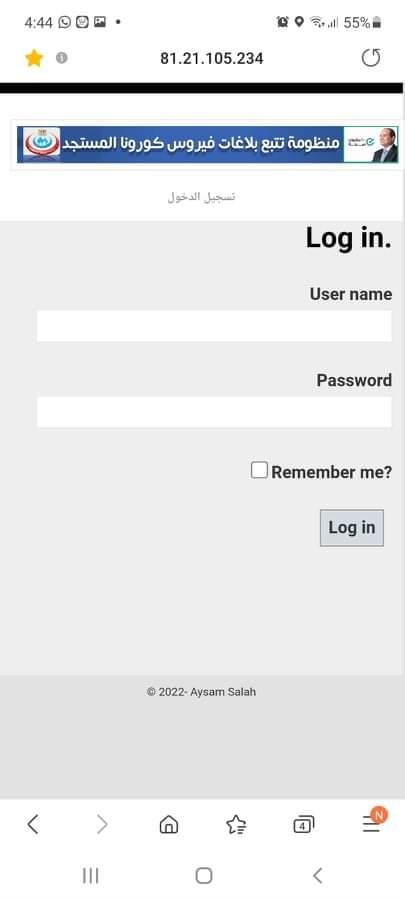 4:44
55%
81.21.105.234
منظومة تتبع بلاغات فيروس كورونا المستجد
تسجيل الدخول
Log in.
User name
Password
Remember me?
Log in
© 2022- Aysam Salah
4
N